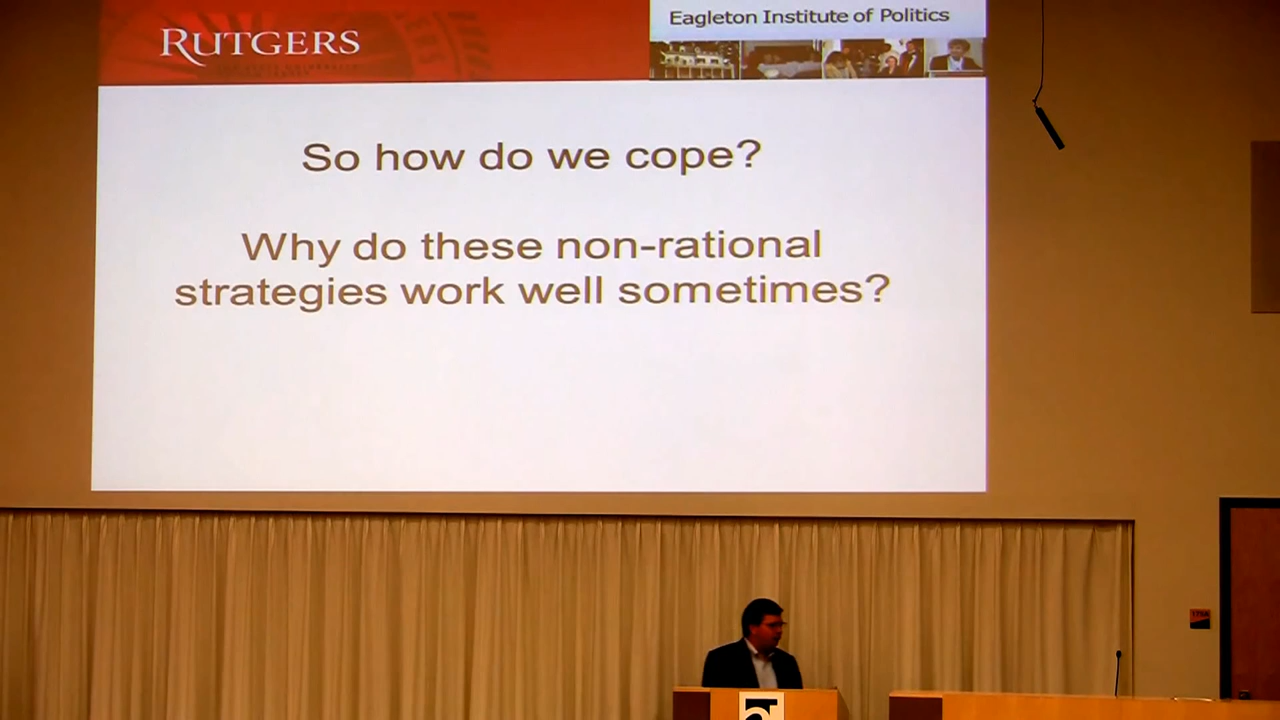 RUTGERS
Eagleton Institute of Politics
So how do we cope?
Why do these non-rational
strategies work well sometimes?